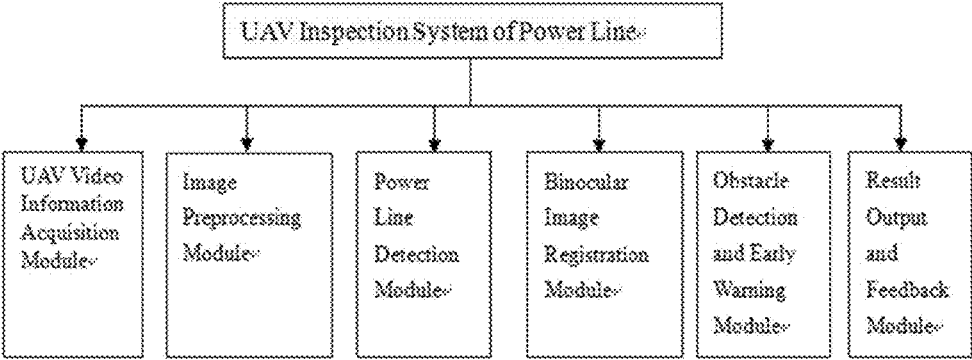 UAV Inspection System of Power Line
UAV Video
Information
Acquisition
Module
Image
Preprocessing
Module
Power
Line
Detection
Module
Binocular
Image
Registration
Module
Obstacle
Detection
and Early
Warning
Module
Result
Output
and
Feedback
Module